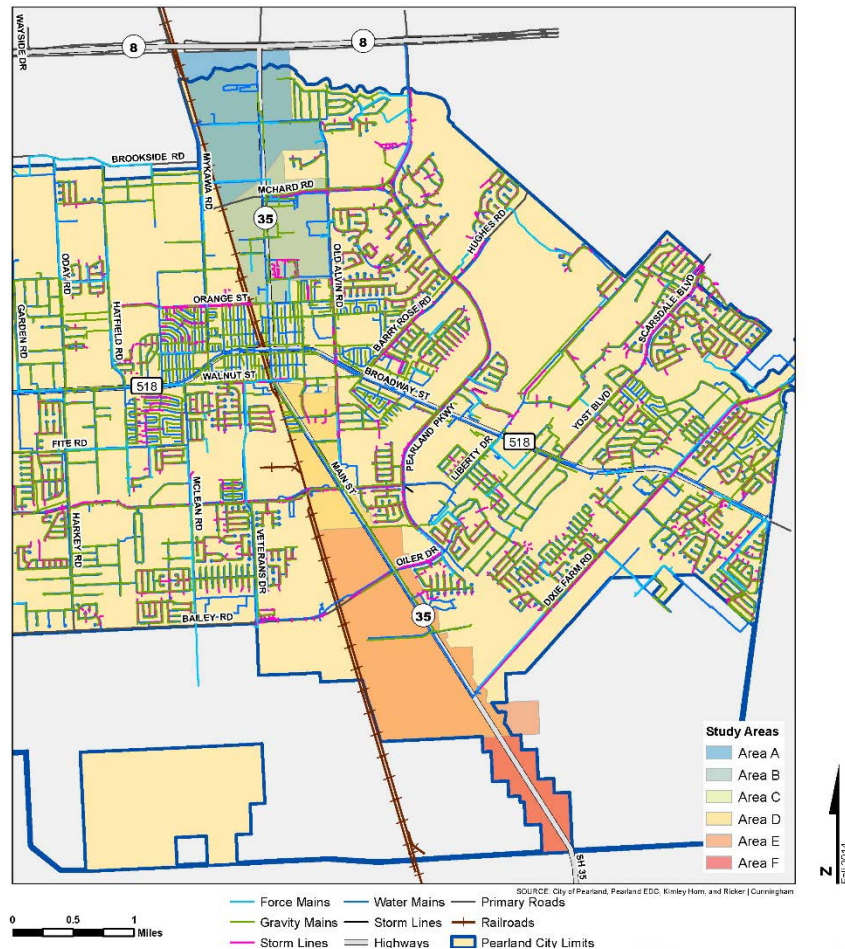 WAYSIDE DR
8
8
BROOKSIDE RD
MYKAWA RD
MCHARD RD
35
HUGHES RD
ODAY RD
OLD ALVIN RD
SCARSDALE BLVD
GARDEN RD
HATFIELD RD
ORANGE ST
BARRY ROSE RD
WALNUT ST
BROADWAY ST
518
PEARLAND PKWY
YOST BLVD
FITE RD
518
LIBERTY DR
MAIN ST
MCLEAN RD
HARKEY RD
VETERANS DR
OILER DR
DIXIE FARM RD
BAILEY RD
35
Study Areas
Area A
Area B
Area C
Area D
Area E
Area F
SH 35
N
Fall 2014
SOURCE: City of Pearland, Pearland EDC, Kimley Horn, and Ricker | Cunningham
0 0.5 1
Miles
Force Mains
Water Mains
Primary Roads
Gravity Mains
Storm Lines
Railroads
Storm Lines
Highways
Pearland City Limits